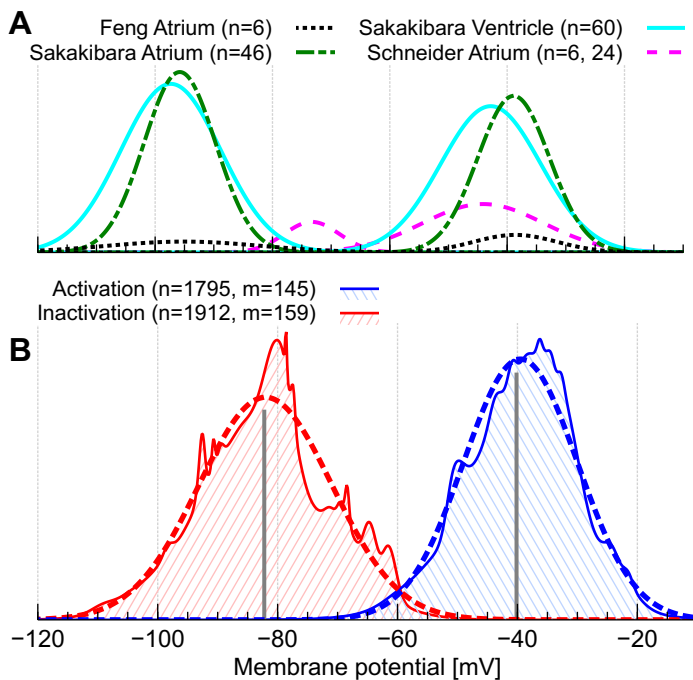 A
Feng Atrium (n=6)
Sakakibara Ventricle (n=60)
Sakakibara Atrium (n=46)
Schneider Atrium (n=6, 24)
Activation (n=1795, m=145)
Inactivation (n=1912, m=159)
B
−120 −100 −80 −60 −40 −20
Membrane potential [mV]